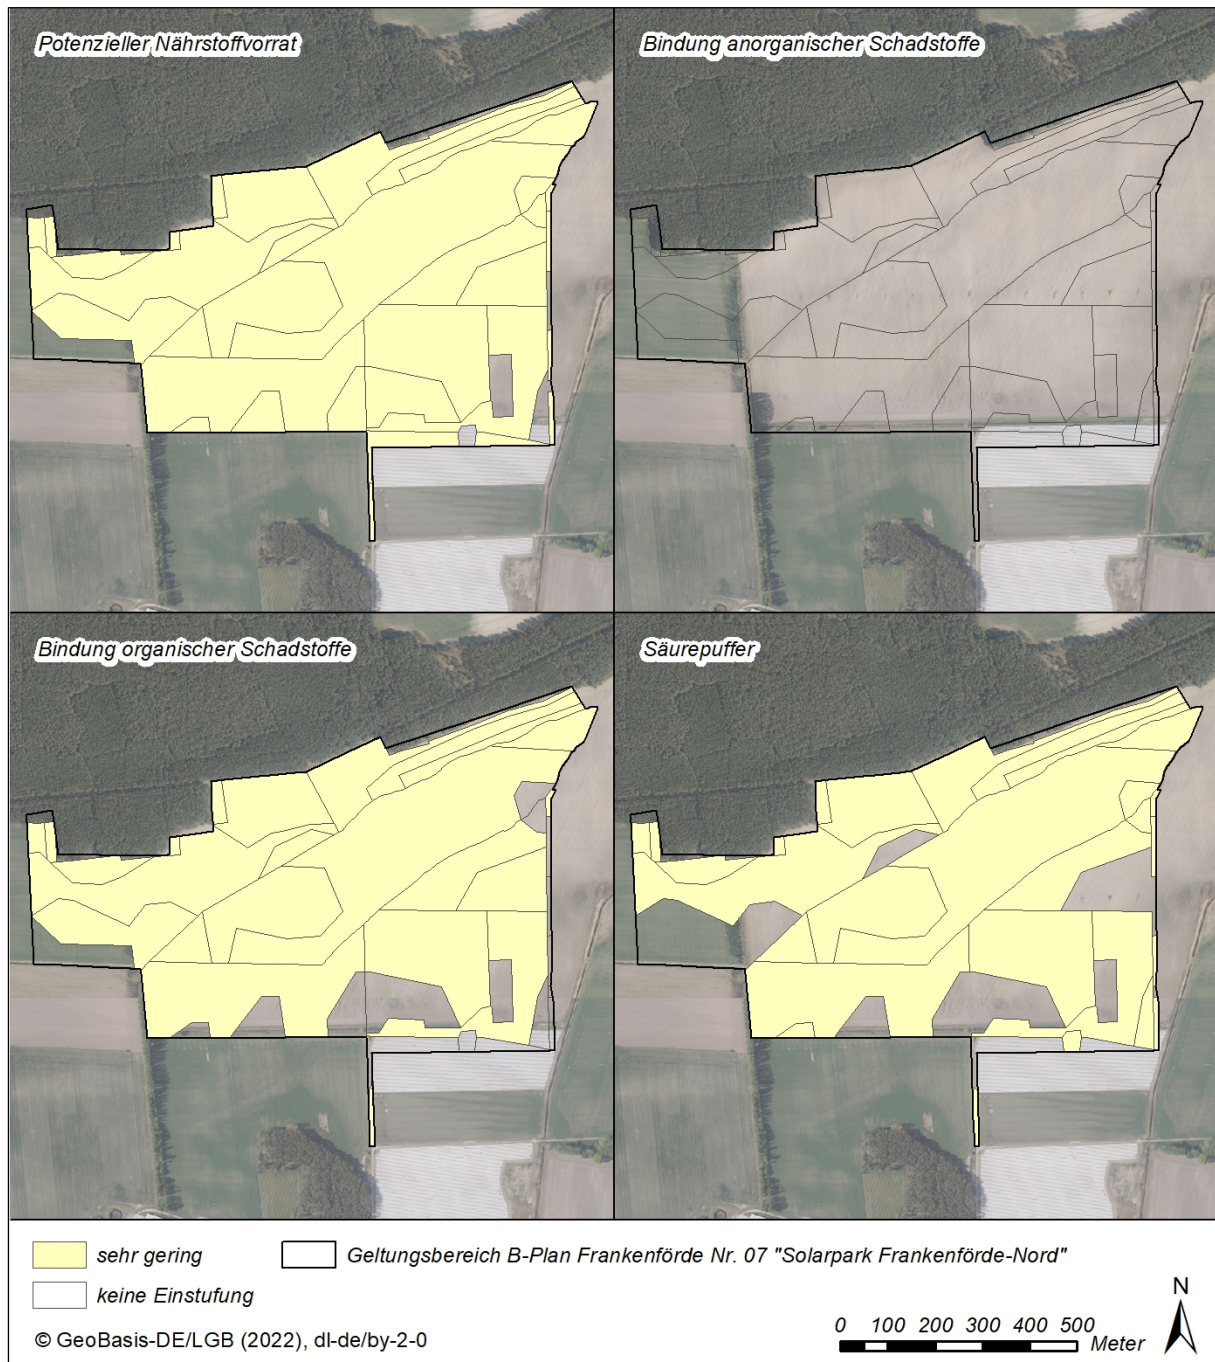 Potenzieller Nährstoffvorrat
Bindung anorganischer Schadstoffe
Bindung organischer Schadstoffe
Säurepuffer
sehr gering
Geltungsbereich B-Plan Frankenförde Nr. 07 "Solarpark Frankenförde-Nord"
keine Einstufung
© GeoBasis-DE/LGB (2022), dl-de/by-2-0
0 100 200 300 400 500 Meter
N